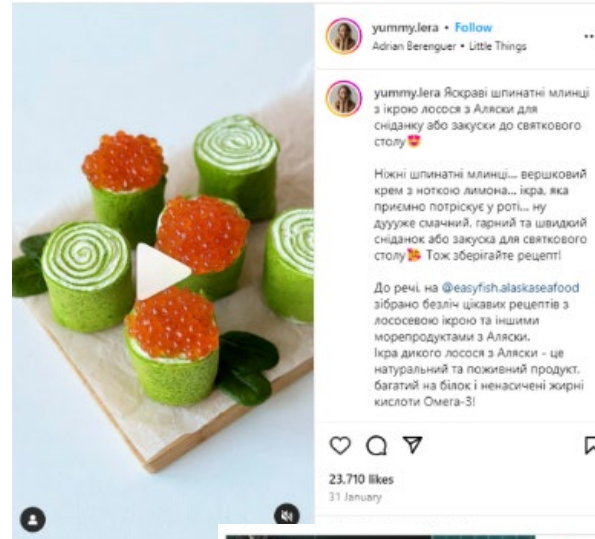 yummy.lera • Follow
Adrian Berenguer • Little Things
yummy.lera Яскраві шпинатні млинці
з ікрою лосося з Аляски для
сніданку або закуски до святкового
столу😍
Ніжні шпинатні млинці... вершковий
крем з ноткою лимона... ікра, яка
приємно потріскує у роті... ну
дуууже смачний, гарний та швидкий
сніданок або закуска для святкового
столу🥰 Тож зберігайте рецепт!
До речі, на @easyfish.alaskaseafood
зібрано безліч цікавих рецептів з
лососевою ікрою та іншими
морепродуктами з Аляски.
Ікра дикого лосося з Аляски - це
натуральний та поживний продукт,
багатий на білок і ненасичені жирні
кислоти Омега-3!
23,710 likes
31 January